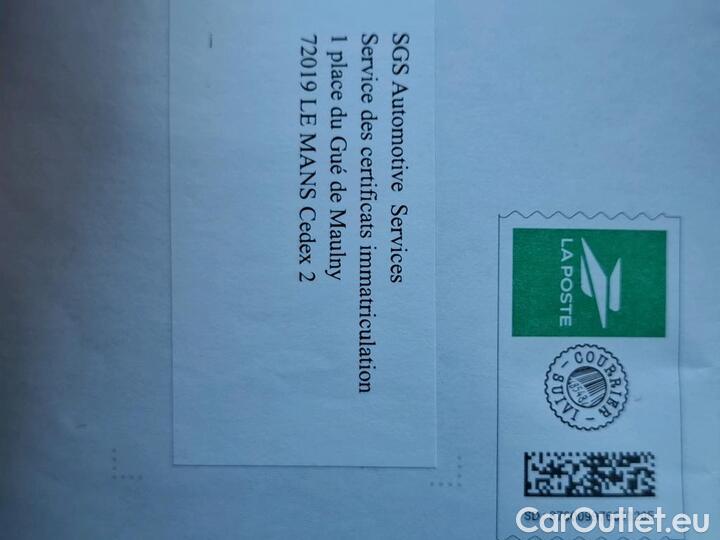 SGS Automotive Services
Service des certificats immatriculation
1 place du Gué de Maulny
72019 LE MANS Cedex 2
LA POSTE
COURRIER
SUIVI
CarOutlet.eu